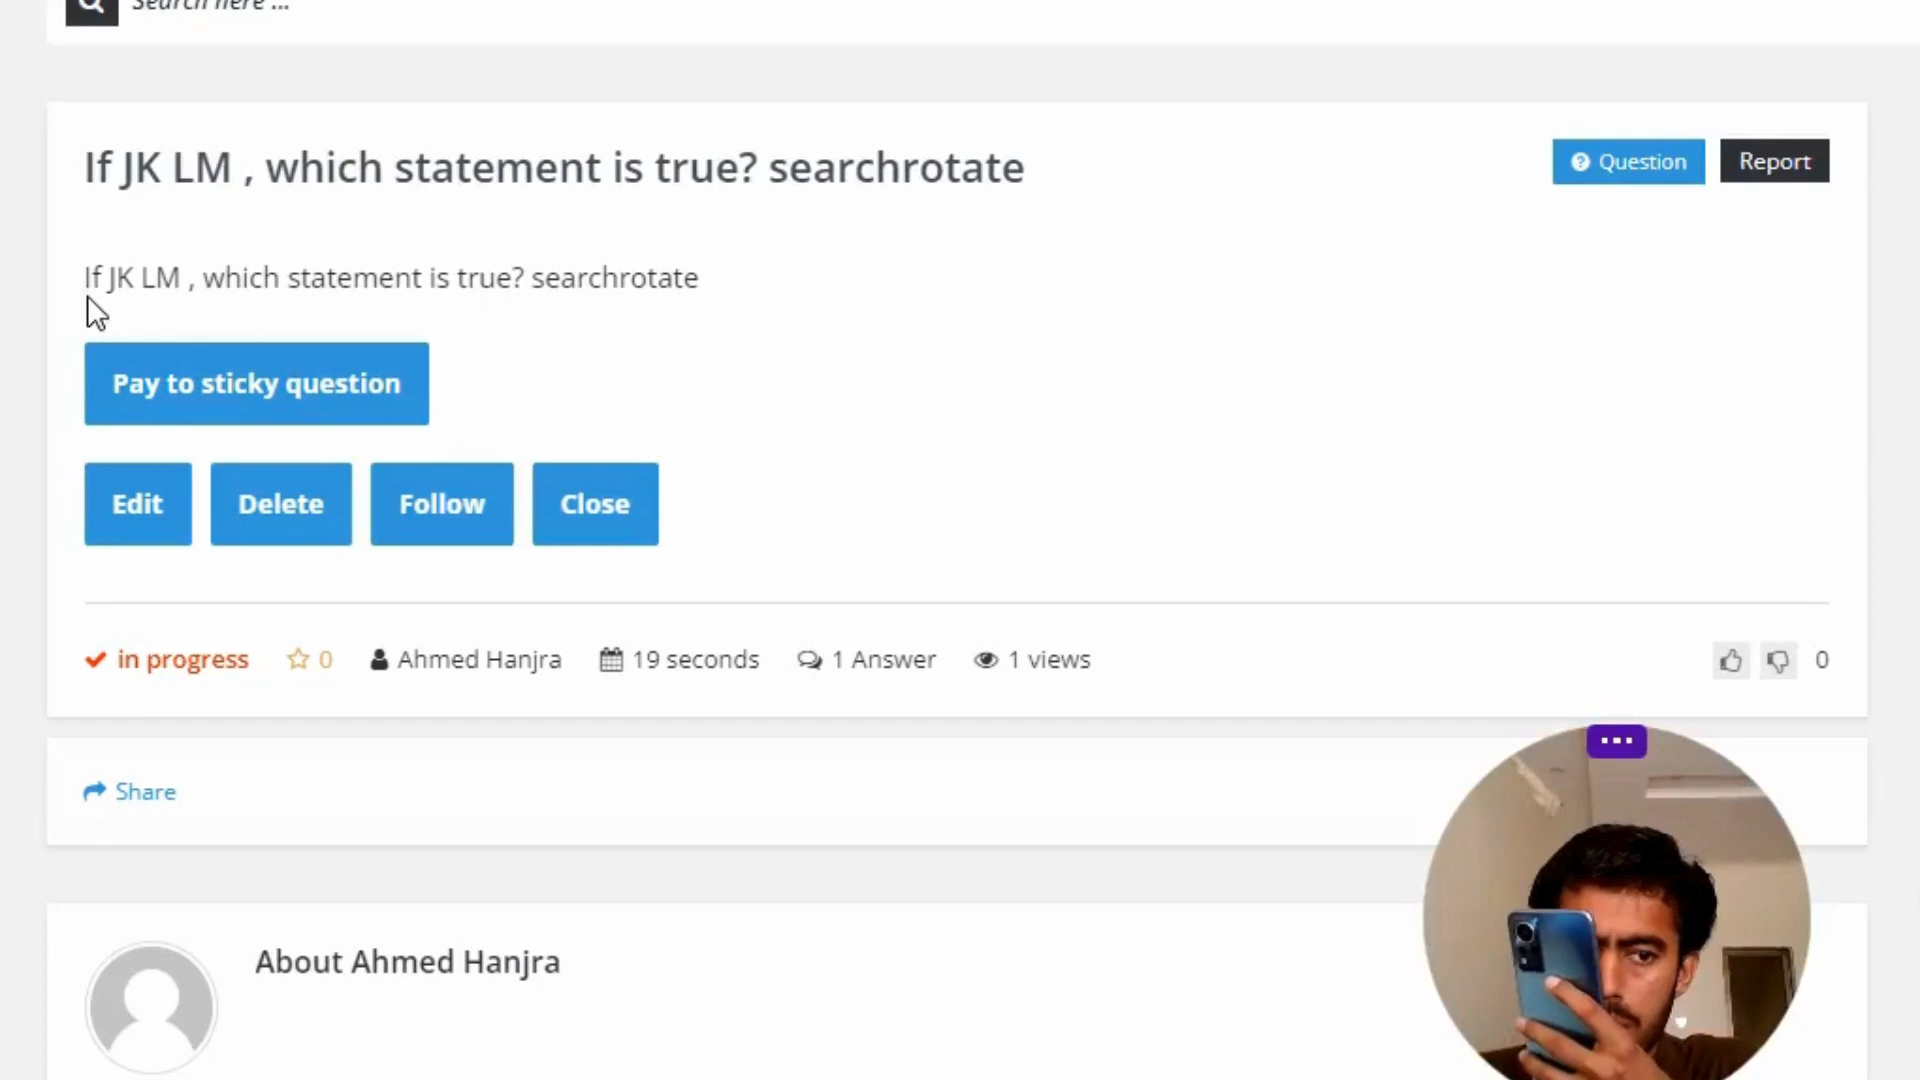 Search here ...
If JK LM , which statement is true? searchrotate
Question
Report
If JK LM , which statement is true? searchrotate
Pay to sticky question
Edit
Delete
Follow
Close
in progress
0
Ahmed Hanjra
19 seconds
1 Answer
1 views
0
Share
About Ahmed Hanjra